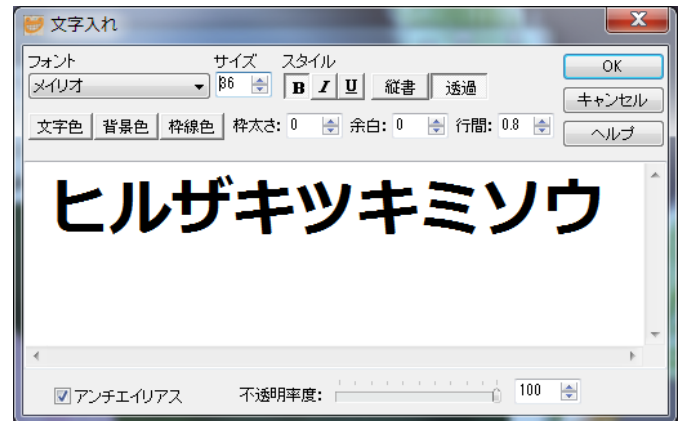 文字入れ
フォント サイズ スタイル
メイリオ 36 B I U 縦書 透過 OK
キャンセル
文字色 背景色 枠線色 枠太さ: 0 余白: 0 行間: 0.8 ヘルプ
ヒルザキツキミソウ
アンチエイリアス 不透明率度: 100